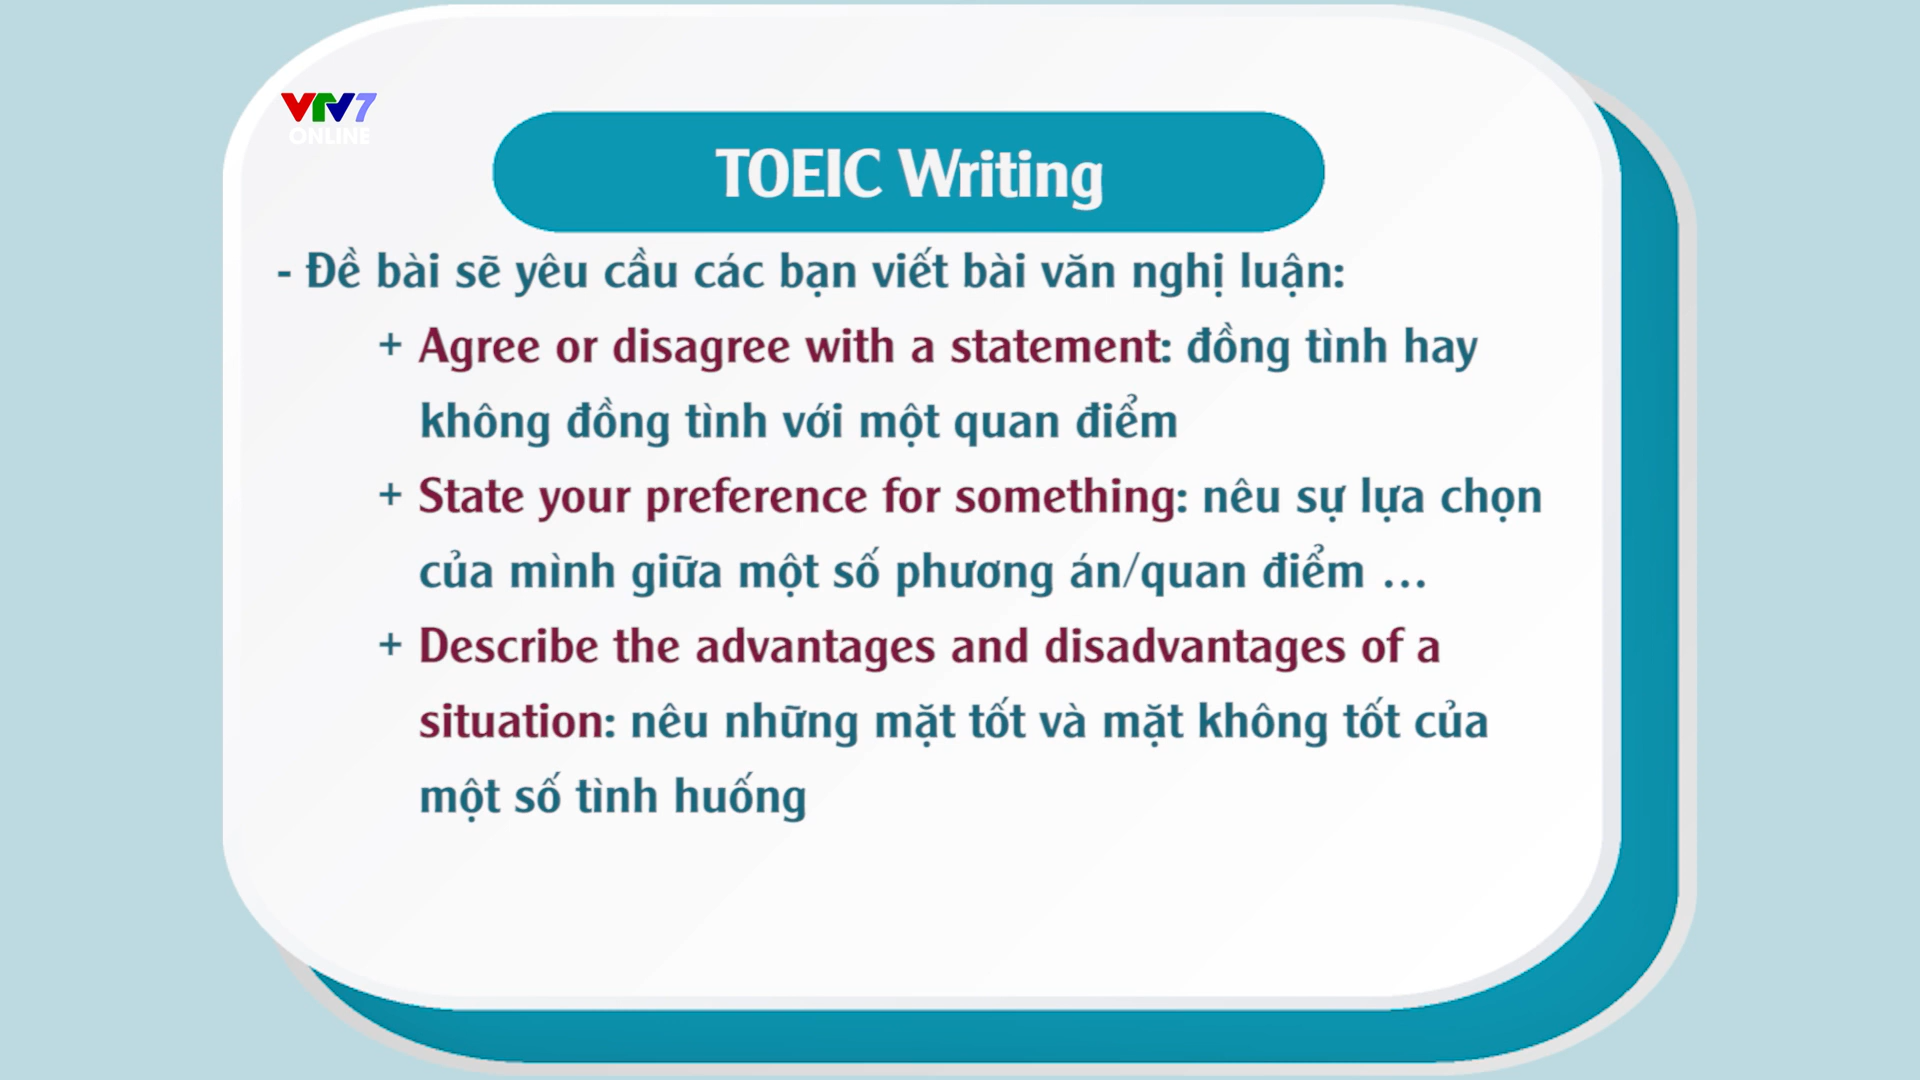 VTV7
ONLINE
TOEIC Writing
- Đề bài sẽ yêu cầu các bạn viết bài văn nghị luận:
+ Agree or disagree with a statement: đồng tình hay
không đồng tình với một quan điểm
+ State your preference for something: nêu sự lựa chọn
của mình giữa một số phương án/quan điểm ...
+ Describe the advantages and disadvantages of a
situation: nêu những mặt tốt và mặt không tốt của
một số tình huống